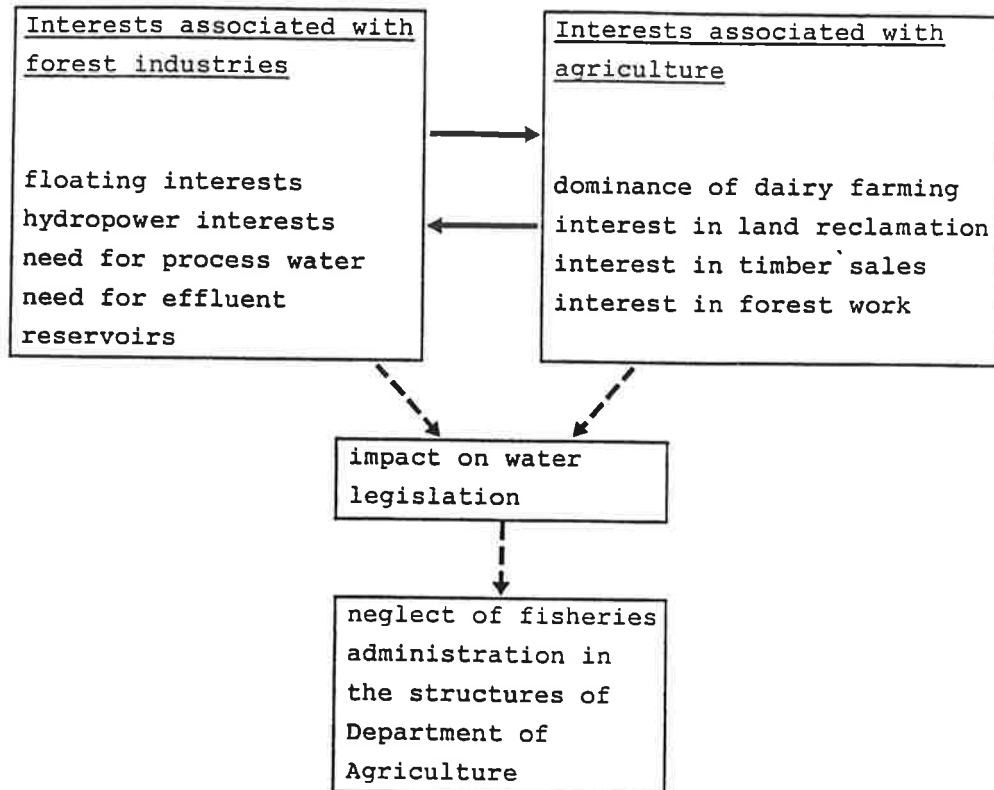 Interests associated with
forest industries
floating interests
hydropower interests
need for process water
need for effluent
reservoirs
Interests associated with
agriculture
dominance of dairy farming
interest in land reclamation
interest in timber sales
interest in forest work
impact on water
legislation
neglect of fisheries
administration in
the structures of
Department of
Agriculture